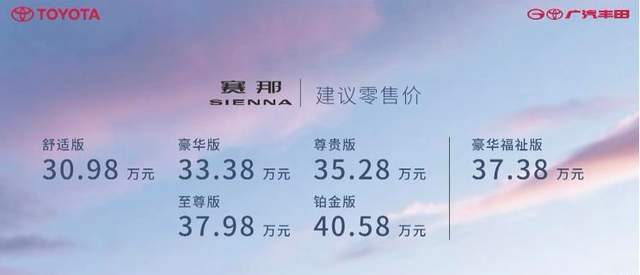 TOYOTA
广汽丰田
赛那
SIENNA
建议零售价
舒适版
30.98 万元
豪华版
33.38 万元
尊贵版
35.28 万元
豪华福祉版
37.38 万元
至尊版
37.98 万元
铂金版
40.58 万元